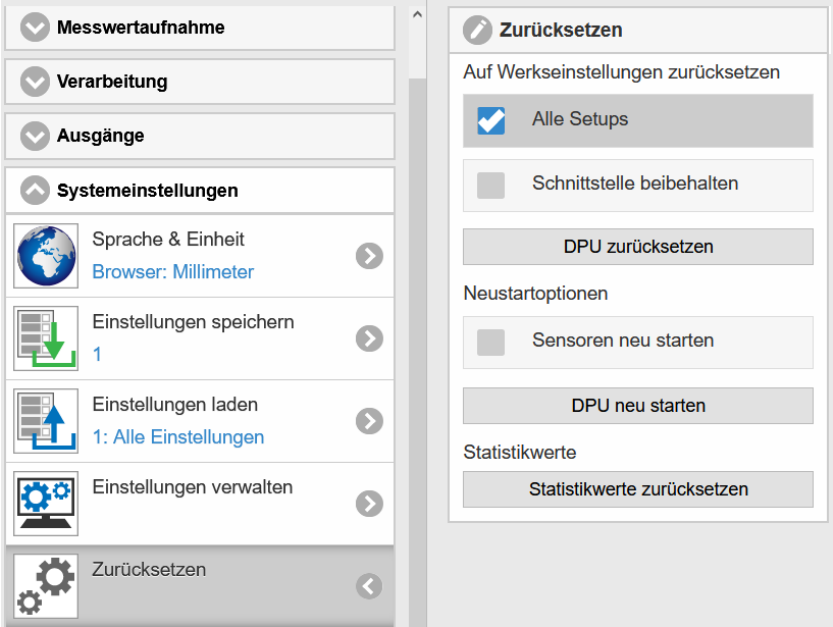 Messwertaufnahme
Verarbeitung
Ausgänge
Systemeinstellungen
Sprache & Einheit
Browser: Millimeter
Einstellungen speichern
1
Einstellungen laden
1: Alle Einstellungen
Einstellungen verwalten
Zurücksetzen
Zurücksetzen
Auf Werkseinstellungen zurücksetzen
Alle Setups
Schnittstelle beibehalten
DPU zurücksetzen
Neustartoptionen
Sensoren neu starten
DPU neu starten
Statistikwerte
Statistikwerte zurücksetzen